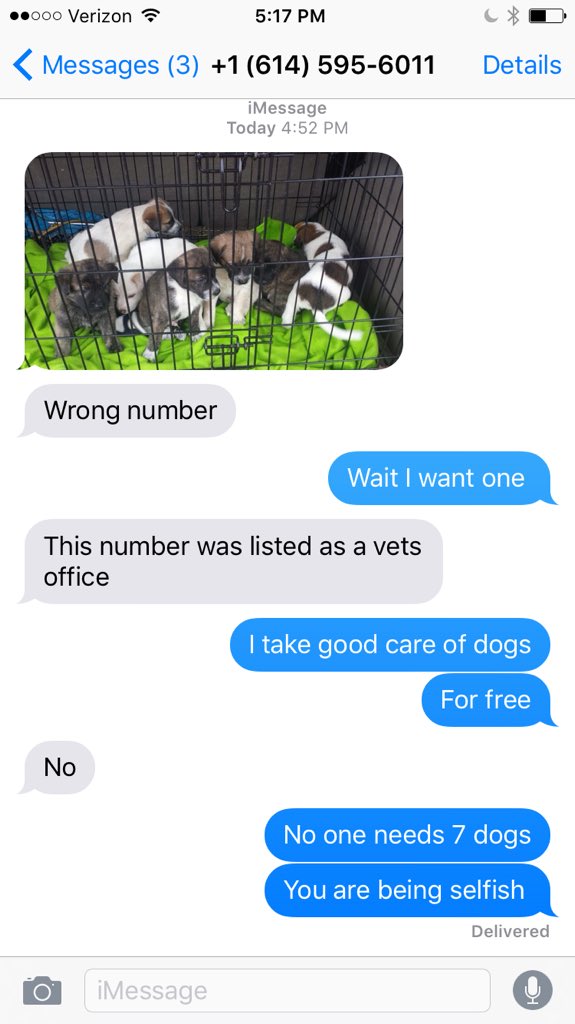 Verizon 5:17 PM
Messages (3) +1 (614) 595-6011 Details
iMessage
Today 4:52 PM
Wrong number
Wait I want one
This number was listed as a vets
office
I take good care of dogs
For free
No
No one needs 7 dogs
You are being selfish
Delivered
iMessage